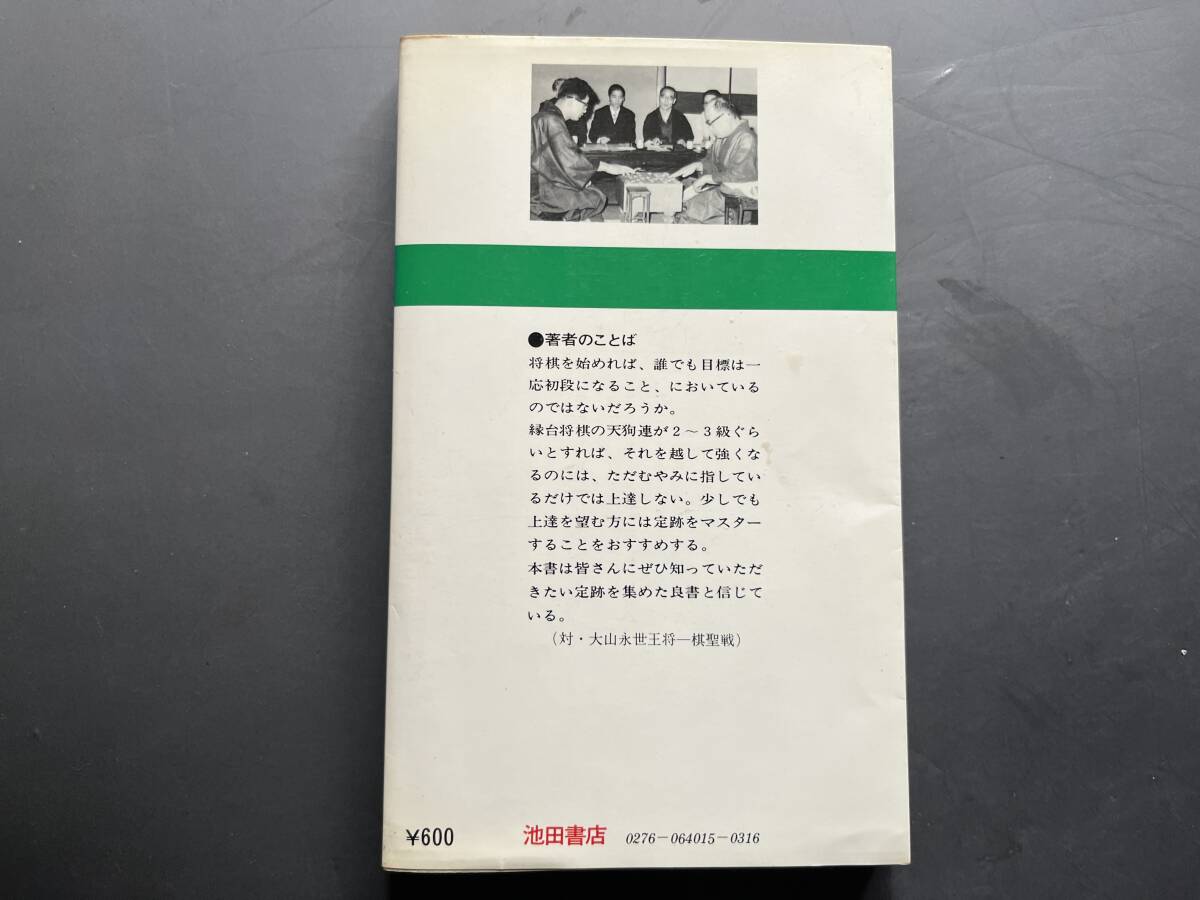 ●著者のことば
将棋を始めれば、誰でも目標は一
応初段になること、においている
のではないだろうか。
縁台将棋の天狗連が2～3級ぐら
いとすれば、それを越して強くな
るのには、ただむやみに指してい
るだけでは上達しない。少しでも
上達を望む方には定跡をマスター
することをおすすめする。
本書は皆さんにぜひ知っていただ
きたい定跡を集めた良書と信じて
いる。
(対・大山永世王将―棋聖戦)
¥600 池田書店 0276-064015-0316